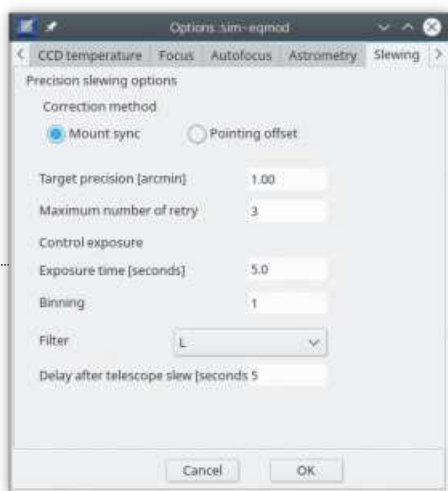 Options :sim-eqmod
CCD temperature Focus Autofocus Astrometry Slewing
Precision slewing options
Correction method
Mount sync Pointing offset
Target precision [arcmin] 1.00
Maximum number of retry 3
Control exposure
Exposure time [seconds] 5.0
Binning 1
Filter L
Delay after telescope slew [seconds 5
Cancel OK